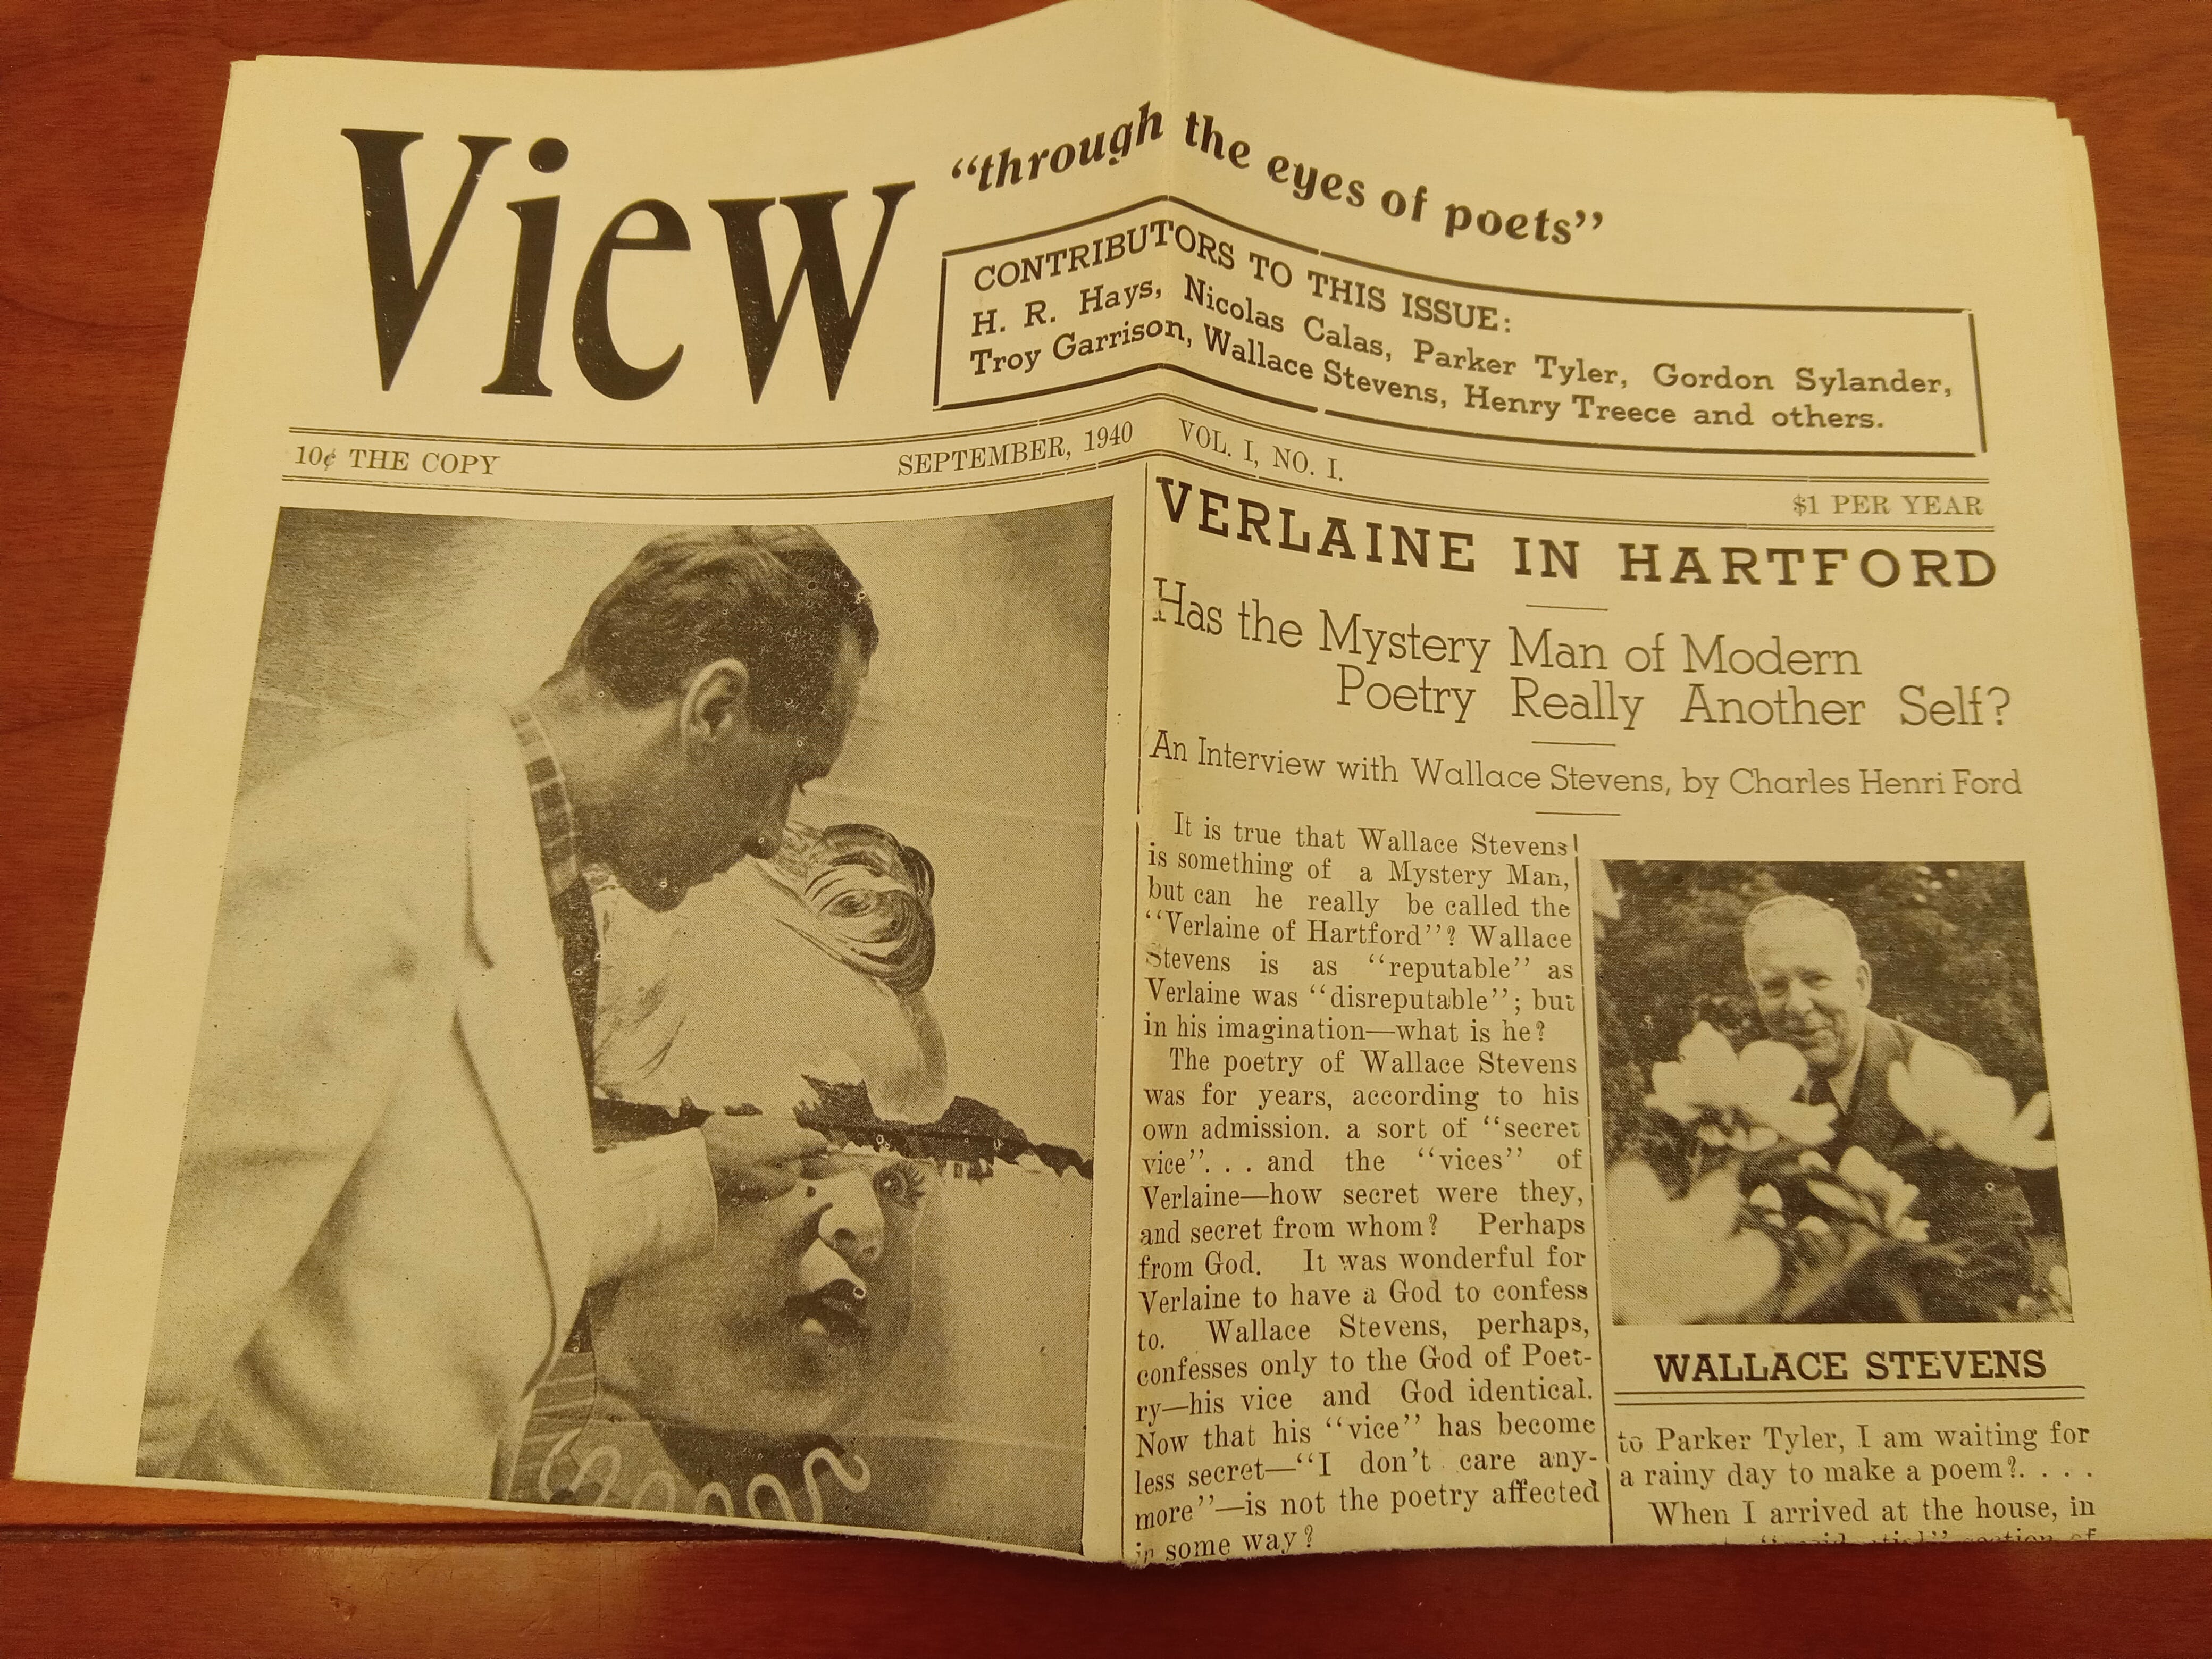 View
"through the eyes of poets"
CONTRIBUTORS TO THIS ISSUE:
H. R. Hays, Nicolas Calas, Parker Tyler, Gordon Sylander,
Troy Garrison, Wallace Stevens, Henry Treece and others.
10¢ THE COPY SEPTEMBER, 1940 VOL. I, NO. I. $1 PER YEAR
VERLAINE IN HARTFORD
Has the Mystery Man of Modern
Poetry Really Another Self?
An Interview with Wallace Stevens, by Charles Henri Ford
It is true that Wallace Stevens
is something of a Mystery Man,
but can he really be called the
"Verlaine of Hartford"? Wallace
Stevens is as "reputable" as
Verlaine was "disreputable"; but
in his imagination—what is he?
The poetry of Wallace Stevens
was for years, according to his
own admission. a sort of "secret
vice". . . and the "vices" of
Verlaine—how secret were they,
and secret from whom? Perhaps
from God. It was wonderful for
Verlaine to have a God to confess
to. Wallace Stevens, perhaps,
confesses only to the God of Poet-
ry—his vice and God identical.
Now that his "vice" has become
less secret—"I don't care any-
more"—is not the poetry affected
in some way?
WALLACE STEVENS
to Parker Tyler, I am waiting for
a rainy day to make a poem?. . . .
When I arrived at the house, in
section of